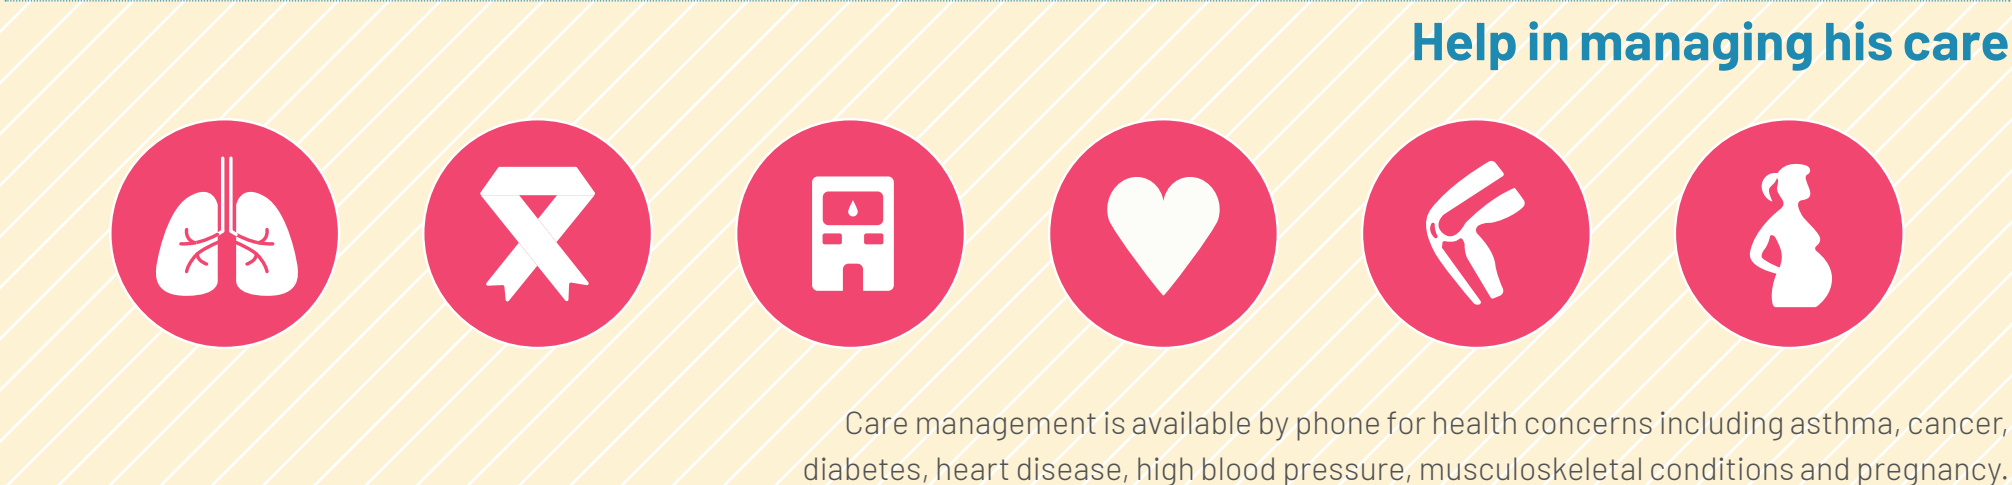 Help in managing his care
Care management is available by phone for health concerns including asthma, cancer,
diabetes, heart disease, high blood pressure, musculoskeletal conditions and pregnancy.